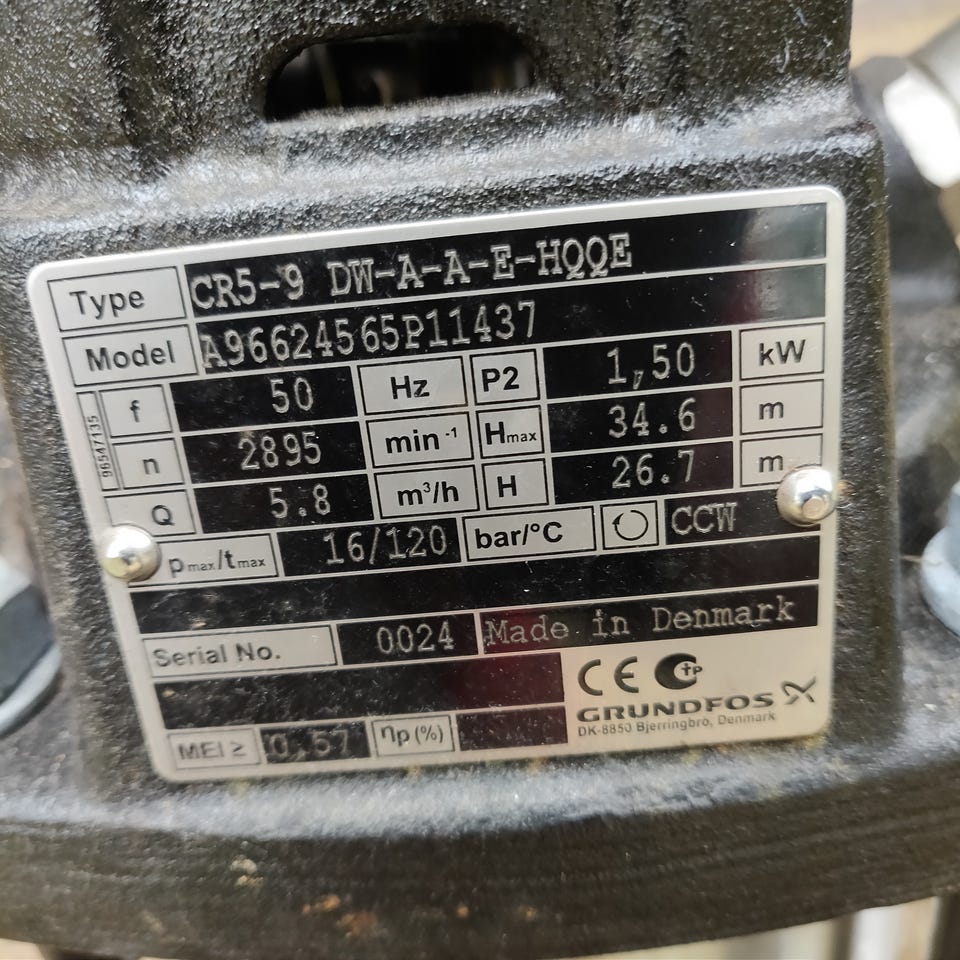 Type CR5-9 DW-A-A-E-HQQE
Model A96624565P11437
f 50 Hz P2 1,50 kW
n 2895 min-1 Hmax 34.6 m
Q 5.8 m³/h H 26.7 m
96547135
pmax/tmax 16/120 bar/°C CCW
Serial No. 0024 Made in Denmark
CE
GRUNDFOS
DK-8850 Bjerringbro, Denmark
MEI ≥ 0,57 ηp (%)